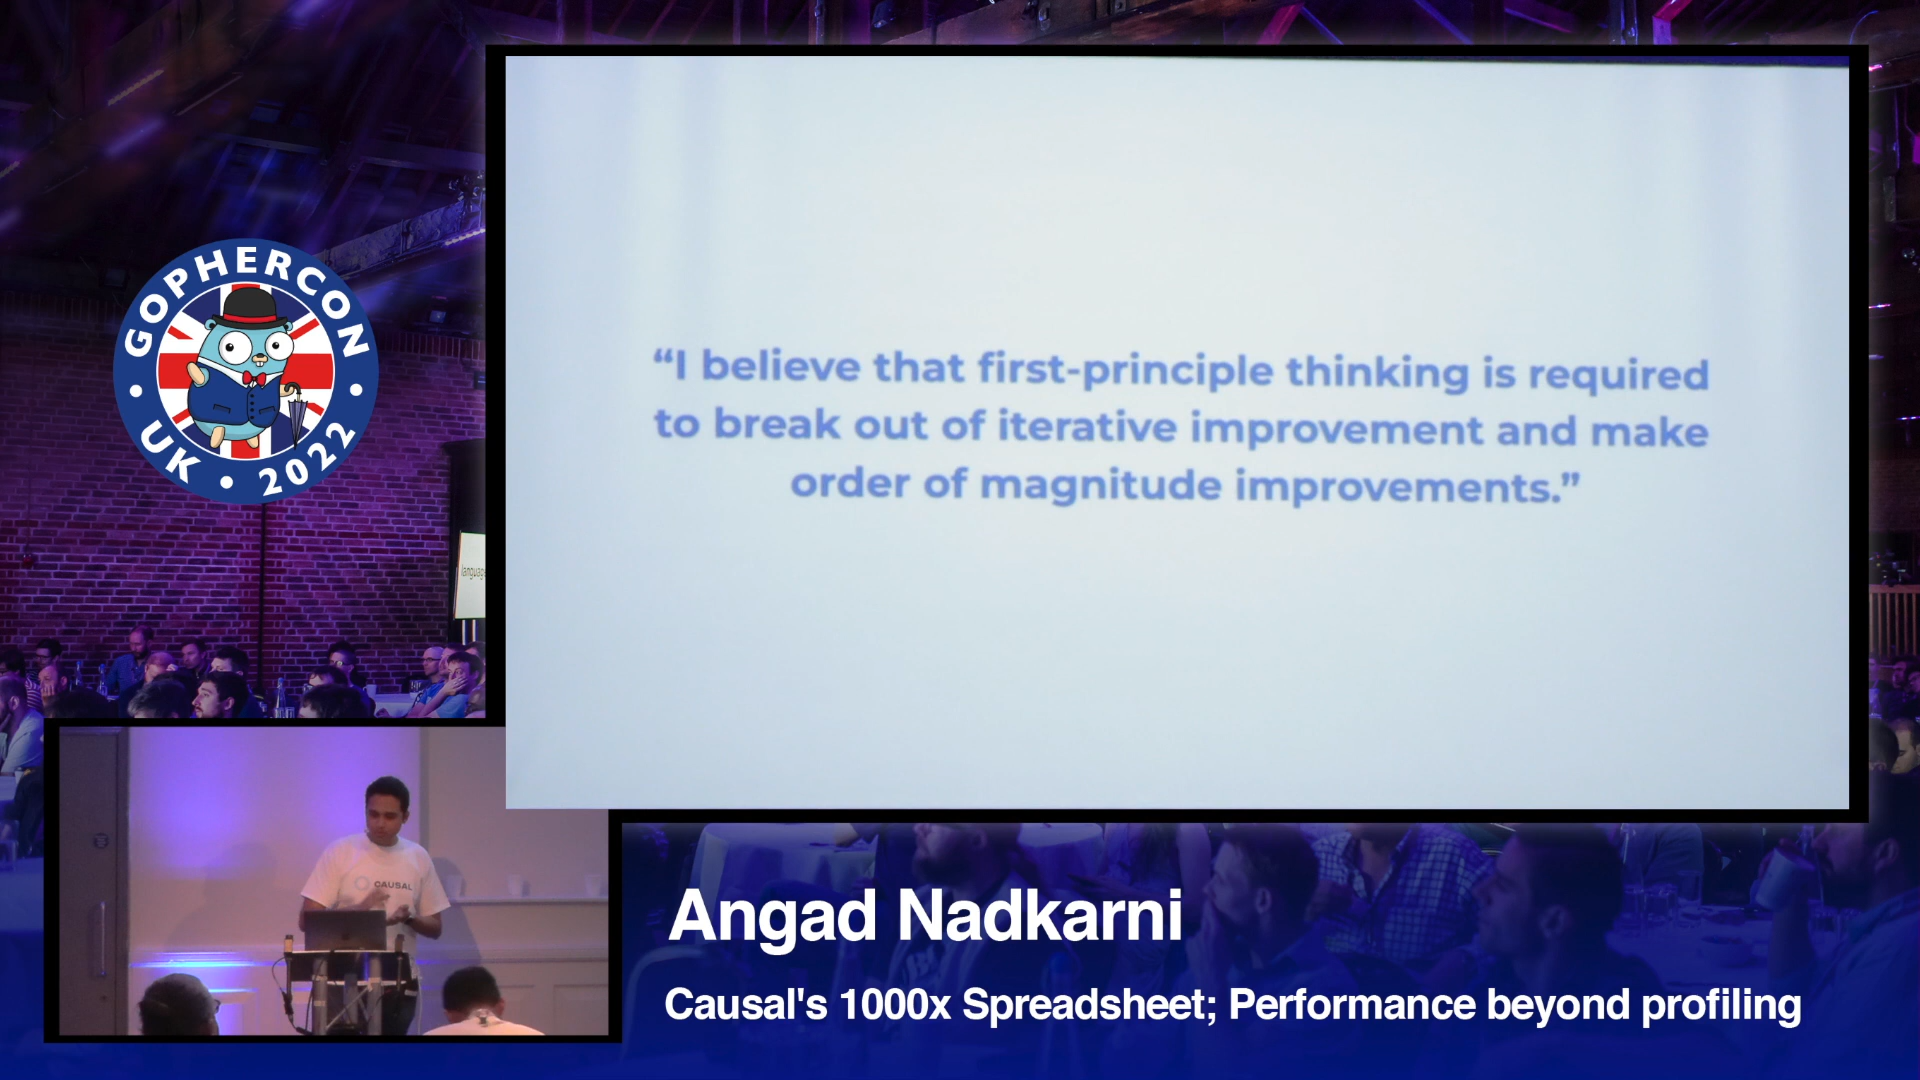 GOPHERCON
UK • 2022
language
“I believe that first-principle thinking is required
to break out of iterative improvement and make
order of magnitude improvements.”
CAUSAL
Angad Nadkarni
Causal's 1000x Spreadsheet; Performance beyond profiling